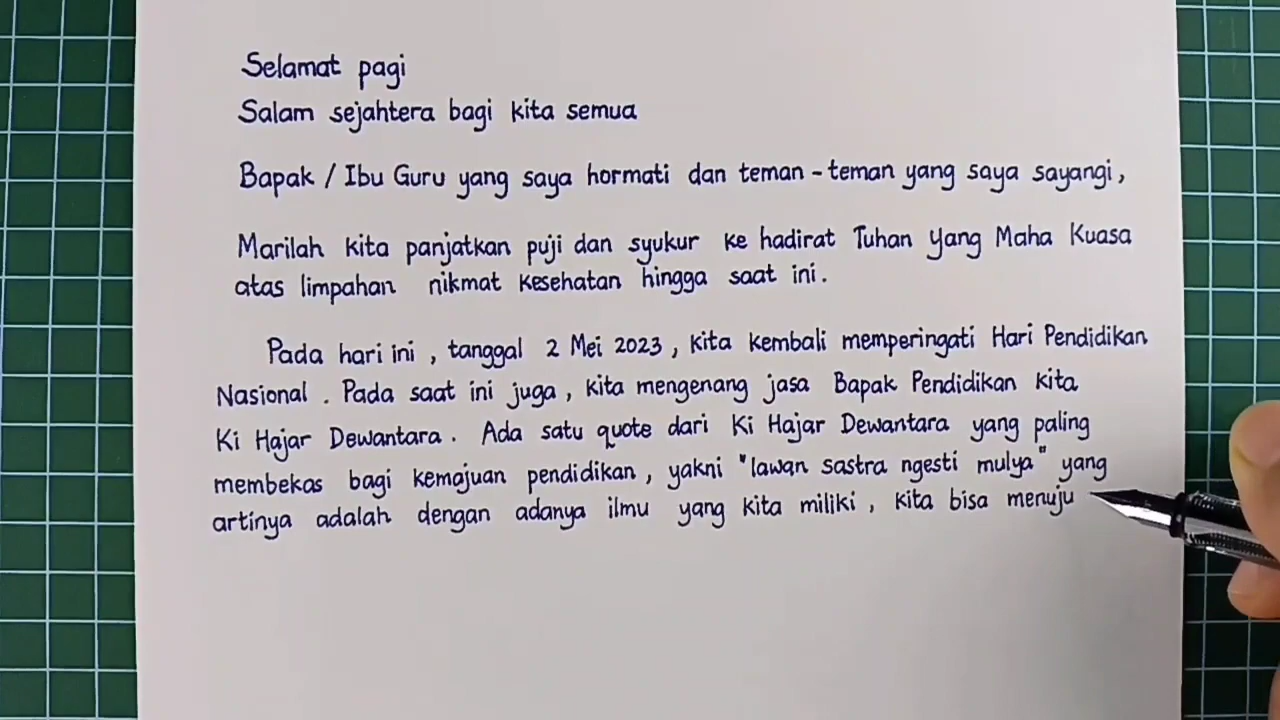 Selamat pagi
Salam sejahtera bagi kita semua
Bapak / Ibu Guru yang saya hormati dan teman - teman yang saya sayangi,
Marilah kita panjatkan puji dan syukur ke hadirat Tuhan Yang Maha Kuasa
atas limpahan nikmat kesehatan hingga saat ini.
Pada hari ini, tanggal 2 Mei 2023, kita kembali memperingati Hari Pendidikan
Nasional. Pada saat ini juga, kita mengenang jasa Bapak Pendidikan kita
Ki Hajar Dewantara. Ada satu quote dari Ki Hajar Dewantara yang paling
membekas bagi kemajuan pendidikan, yakni "lawan sastra ngesti mulya" yang
artinya adalah dengan adanya ilmu yang kita miliki, kita bisa menuju